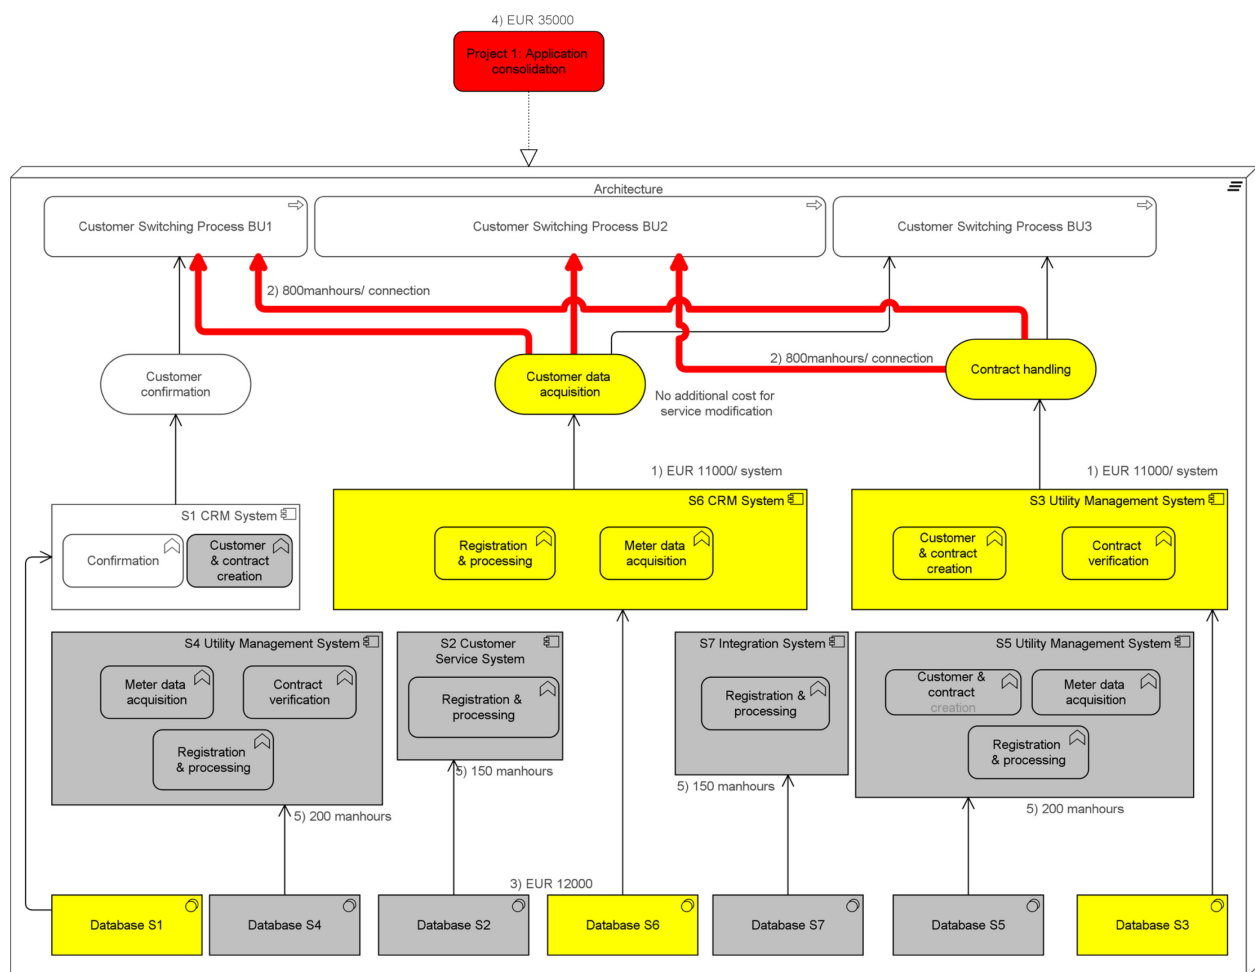 4) EUR 35000
Project 1: Application
consolidation
Architecture
Customer Switching Process BU1
Customer Switching Process BU2
Customer Switching Process BU3
2) 800manhours/ connection
2) 800manhours/ connection
Customer
confirmation
Customer data
acquisition
Contract handling
No additional cost for
service modification
1) EUR 11000/ system
1) EUR 11000/ system
S1 CRM System
Confirmation
Customer
& contract
creation
S6 CRM System
Registration
& processing
Meter data
acquisition
S3 Utility Management System
Customer
& contract
creation
Contract
verification
S4 Utility Management System
Meter data
acquisition
Contract
verification
Registration
& processing
S2 Customer
Service System
Registration &
processing
S7 Integration System
Registration &
processing
S5 Utility Management System
Customer &
contract
creation
Meter data
acquisition
Registration
& processing
5) 150 manhours
5) 150 manhours
5) 200 manhours
5) 200 manhours
3) EUR 12000
Database S1
Database S4
Database S2
Database S6
Database S7
Database S5
Database S3